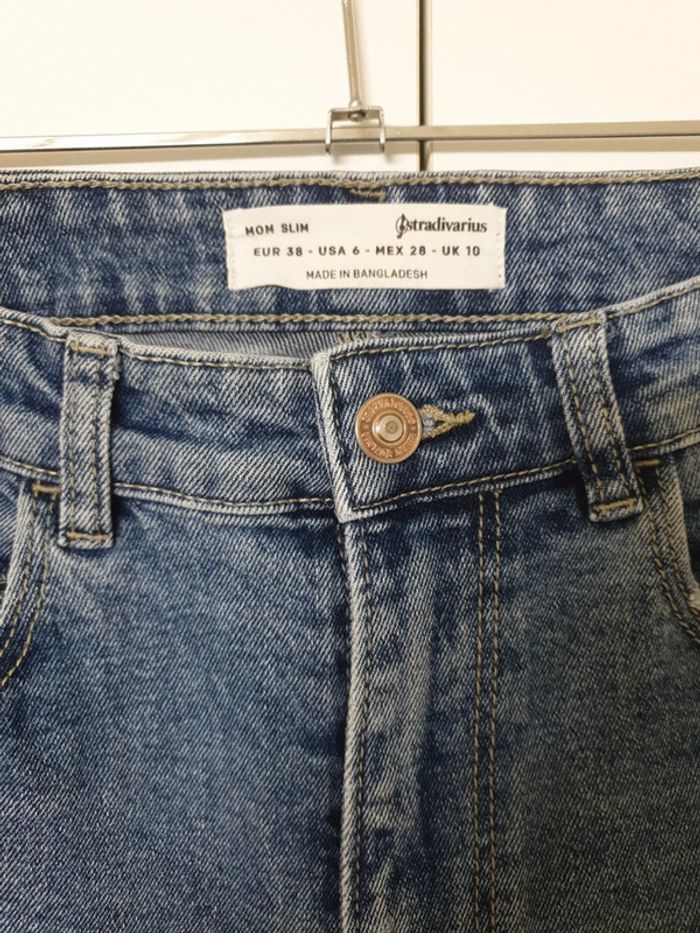 MOM SLIM stradivarius
EUR 38 - USA 6 - MEX 28 - UK 10
MADE IN BANGLADESH